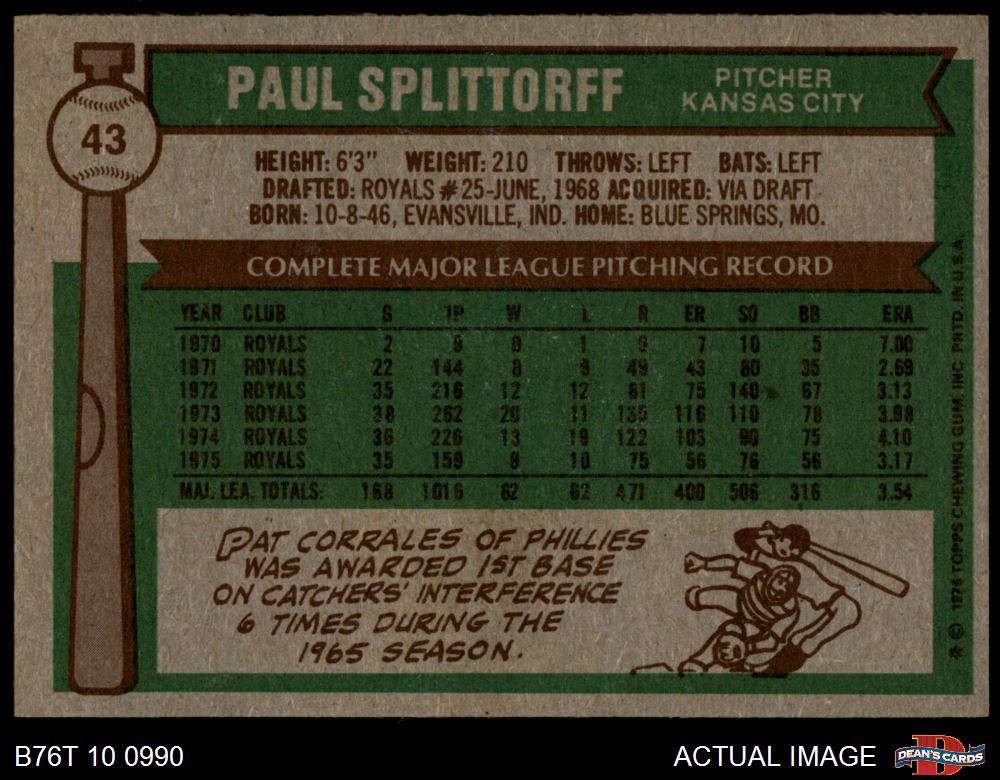 43
PAUL SPLITTORFF
PITCHER
KANSAS CITY
HEIGHT: 6'3" WEIGHT: 210 THROWS: LEFT BATS: LEFT
DRAFTED: ROYALS #25-JUNE, 1968 ACQUIRED: VIA DRAFT
BORN: 10-8-46, EVANSVILLE, IND. HOME: BLUE SPRINGS, MO.
COMPLETE MAJOR LEAGUE PITCHING RECORD
YEAR CLUB G IP W L R ER SO BB ERA
1970 ROYALS 2 9 0 1 9 7 10 5 7.00
1971 ROYALS 22 144 8 9 49 43 80 35 2.69
1972 ROYALS 35 216 12 12 81 75 140 67 3.13
1973 ROYALS 38 262 20 11 135 116 110 78 3.98
1974 ROYALS 36 226 13 19 122 103 90 75 4.10
1975 ROYALS 35 159 9 10 75 56 76 56 3.17
MAJ. LEA. TOTALS: 168 1016 62 62 471 400 506 316 3.54
PAT CORRALES OF PHILLIES
WAS AWARDED 1ST BASE
ON CATCHERS' INTERFERENCE
6 TIMES DURING THE
1965 SEASON.
* © 1976 TOPPS CHEWING GUM, INC. PRTD. IN U.S.A.
B76T 10 0990
ACTUAL IMAGE
D
DEAN'S CARDS